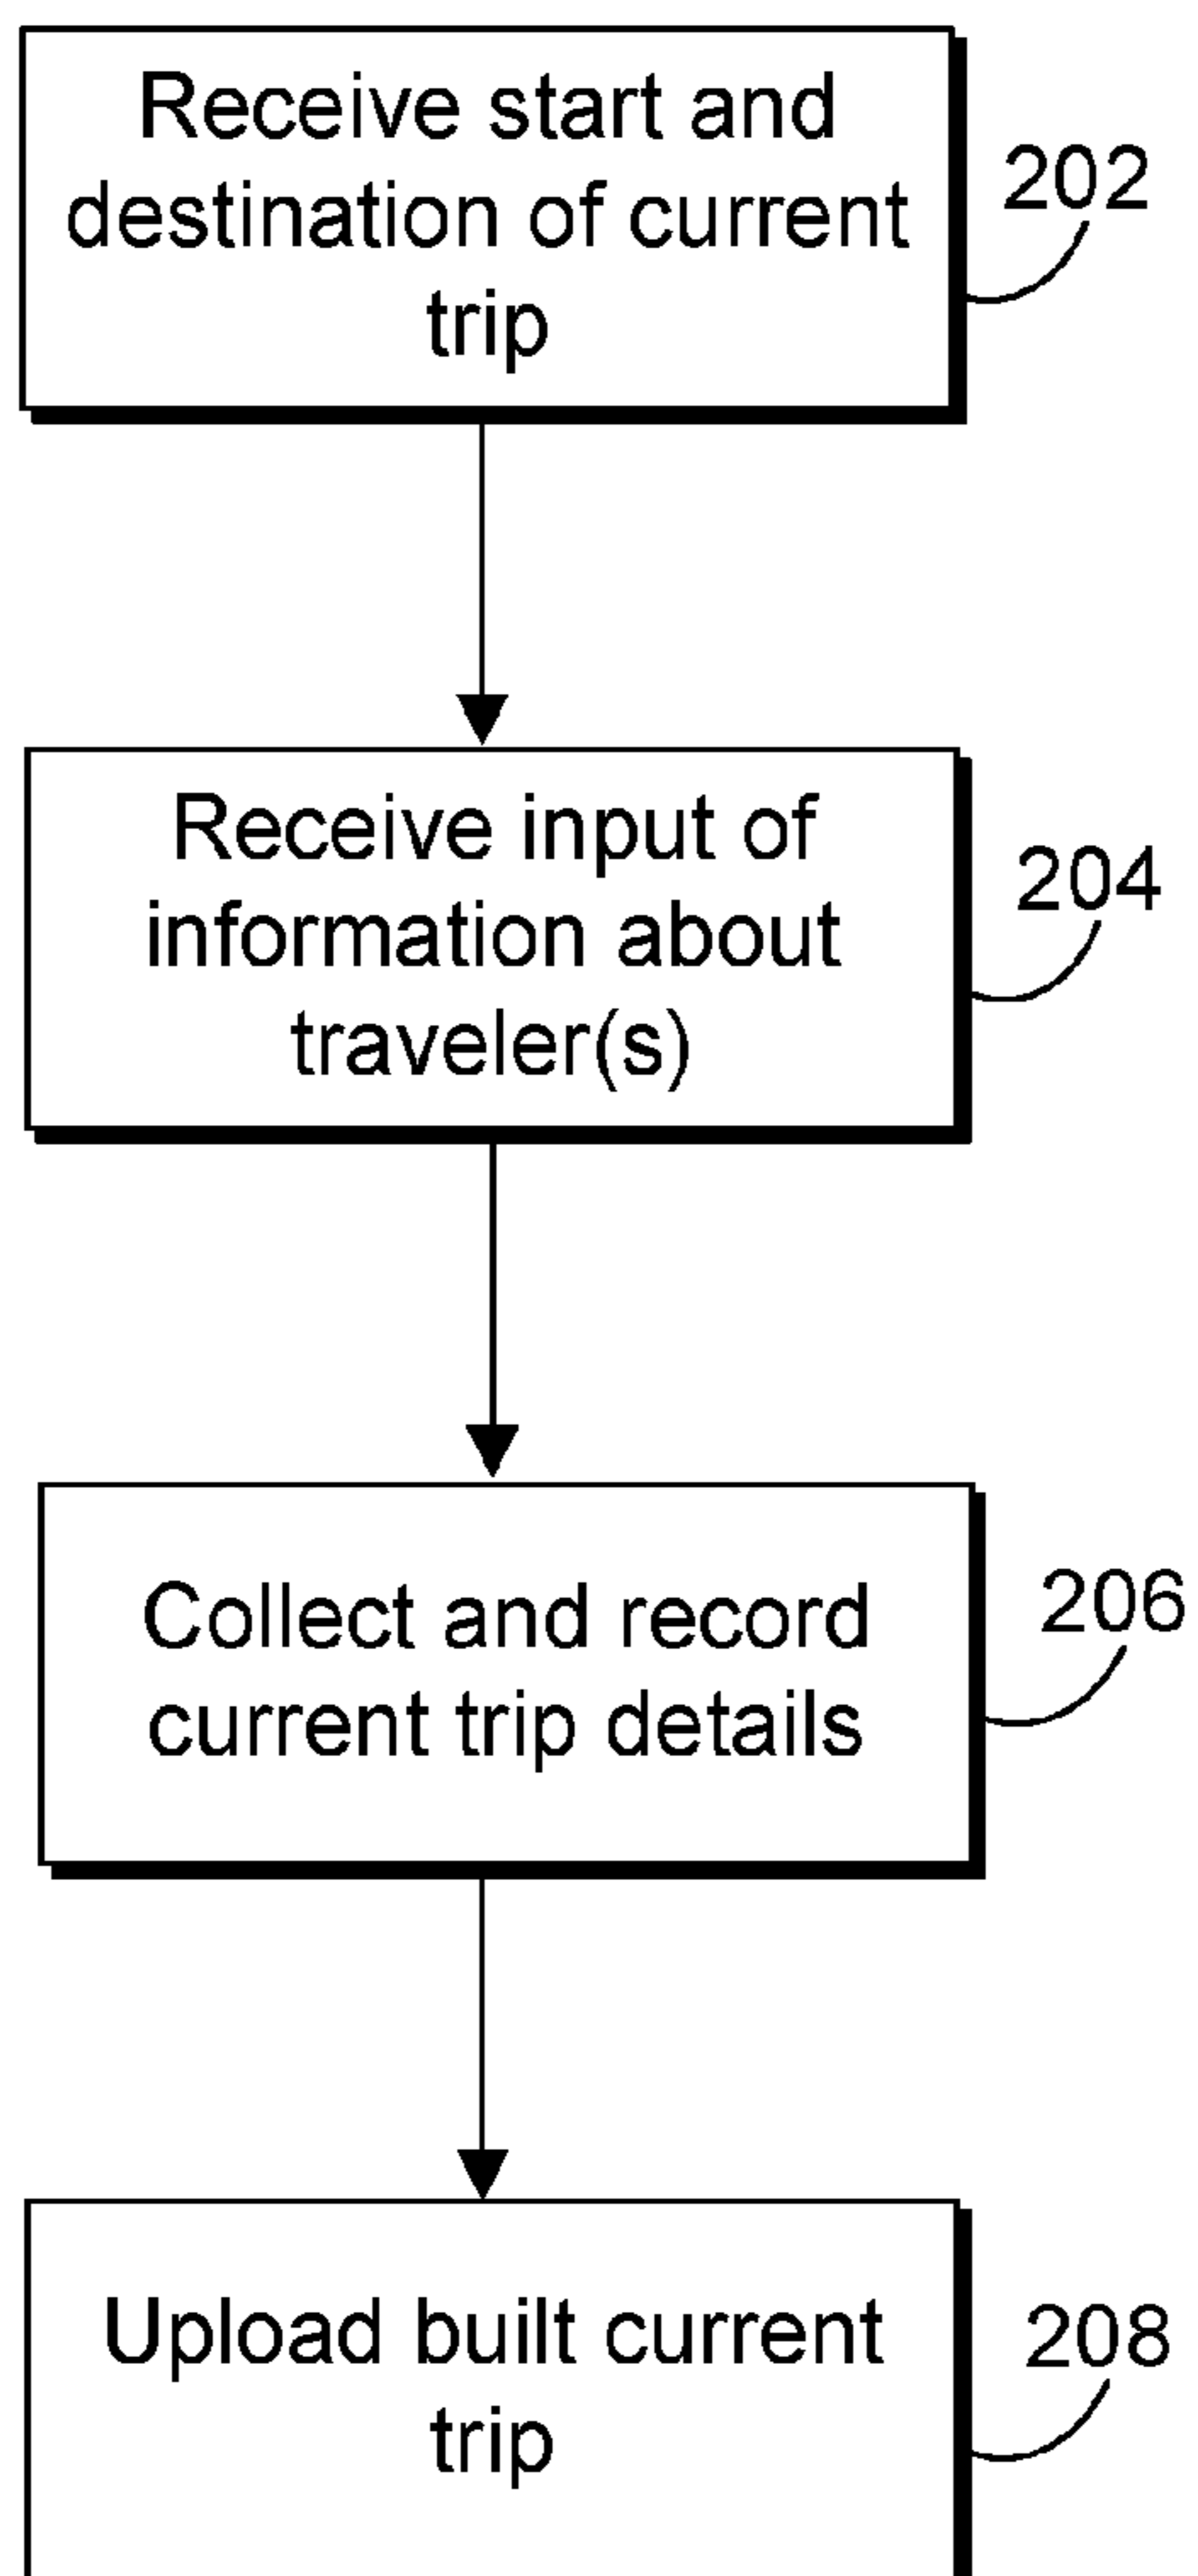 Receive start and
destination of current
trip
202
Receive input of
information about
traveler(s)
204
Collect and record
current trip details
206
Upload built current
trip
208